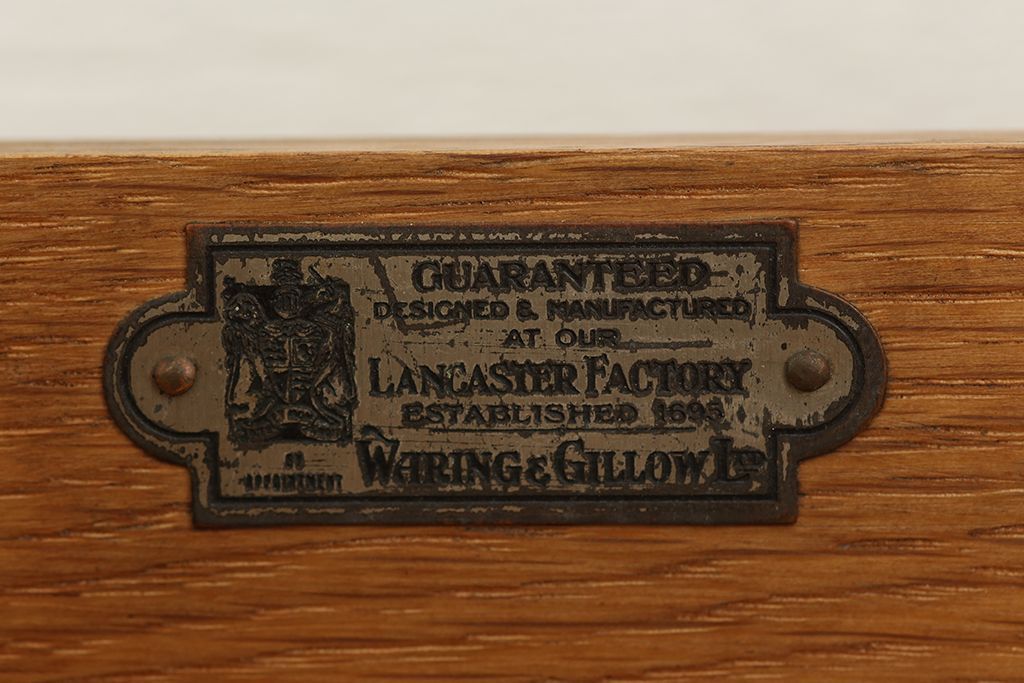 GUARANTEED
DESIGNED & MANUFACTURED
AT OUR
LANCASTER FACTORY
ESTABLISHED 1695
BY
APPOINTMENT
WARING & GILLOW LTD